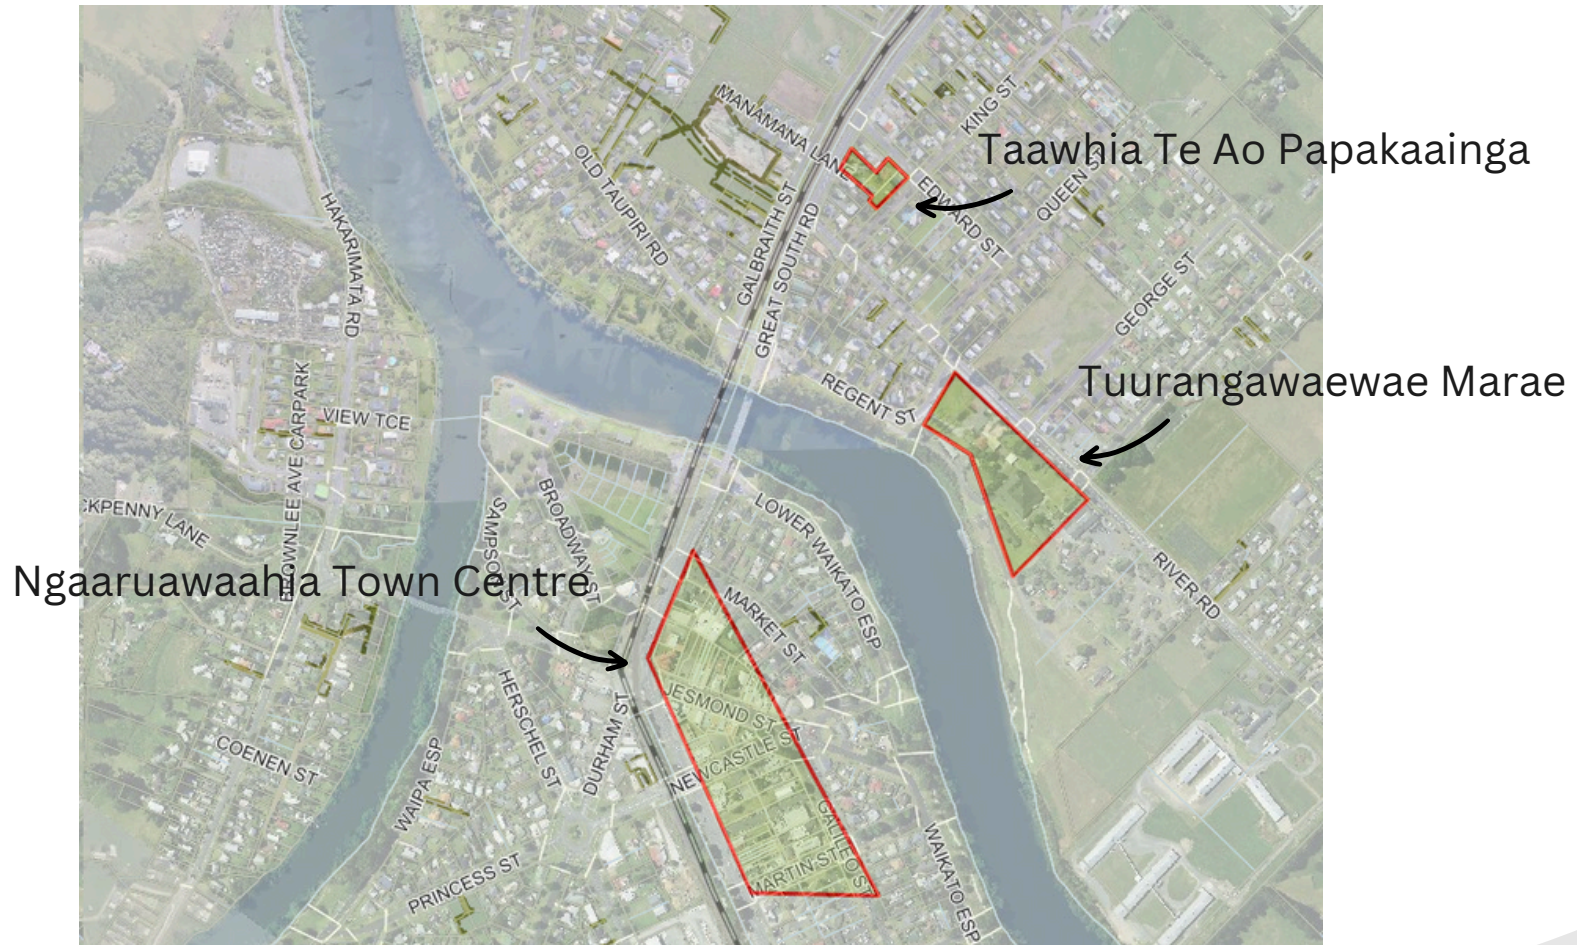 MANAMANA LANE
KING ST
Taawhia Te Ao Papakaainga
OLD TAUPIRI RD
EDWARD ST
QUEEN ST
GALBRAITH ST
GREAT SOUTH RD
HAKARIMATA RD
GEORGE ST
REGENT ST
Tuurangawaewae Marae
VIEW TCE
BROWNLEE AVE CARPARK
CKPENNY LANE
SAMPSON ST
BROADWAY ST
LOWER WAIKATO ESP
Ngaaruawaahia Town Centre
MARKET ST
RIVER RD
HERSCHEL ST
DURHAM ST
JESMOND ST
ST
NEWCASTLE ST
COENEN ST
WAIPA ESP
GALILEO ST
MARTIN ST
WAIKATO ESP
PRINCESS ST